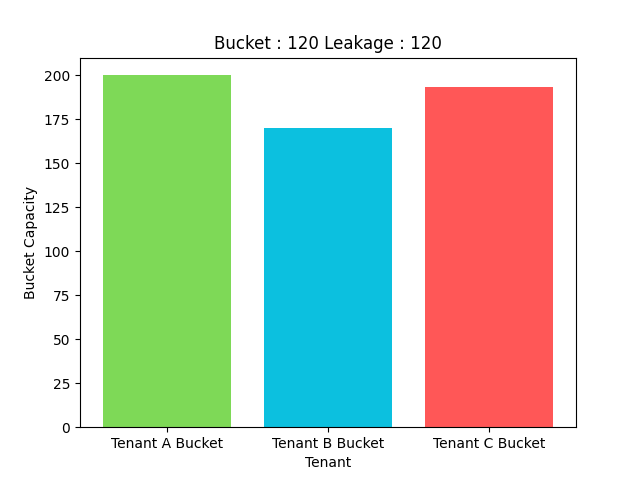 Bucket : 120 Leakage : 120
Bucket Capacity
200
175
150
125
100
75
50
25
0
Tenant A Bucket Tenant B Bucket Tenant C Bucket
Tenant